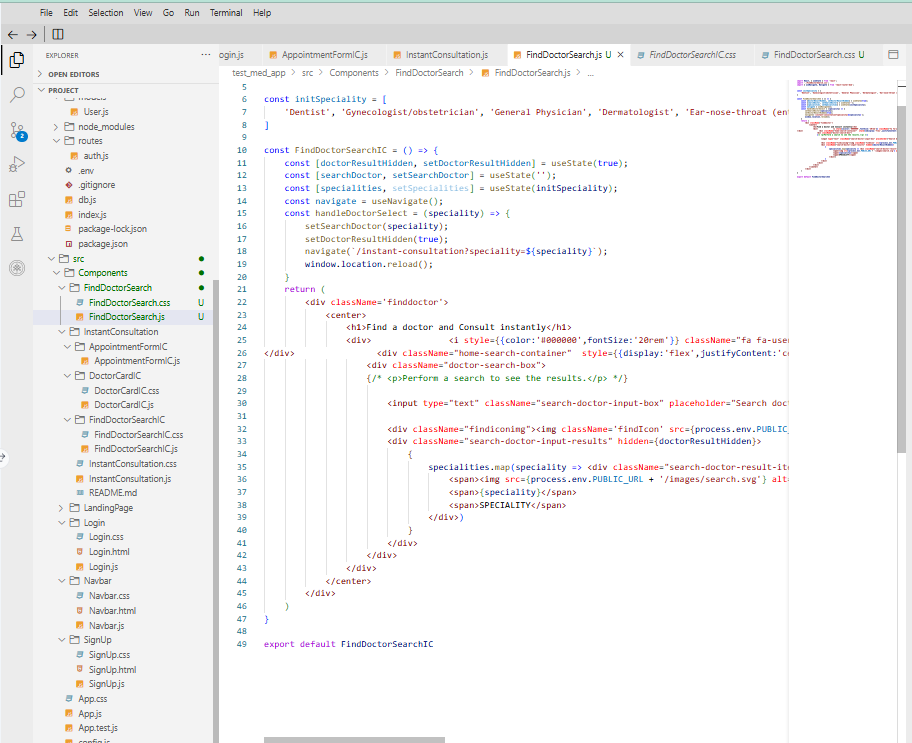 File Edit Selection View Go Run Terminal Help
EXPLORER ...
ogin.js AppointmentFormIC.js InstantConsultation.js FindDoctorSearch.js U × FindDoctorSearchIC.css FindDoctorSearch.css U
OPEN EDITORS
test_med_app > src > Components > FindDoctorSearch > FindDoctorSearch.js > ...
PROJECT
models
User.js
node_modules
routes
auth.js
.env
.gitignore
db.js
index.js
package-lock.json
package.json
src
Components
FindDoctorSearch
FindDoctorSearch.css U
FindDoctorSearch.js U
InstantConsultation
AppointmentFormIC
AppointmentFormIC.js
DoctorCardIC
DoctorCardIC.css
DoctorCardIC.js
FindDoctorSearchIC
FindDoctorSearchIC.css
FindDoctorSearchIC.js
InstantConsultation.css
InstantConsultation.js
README.md
LandingPage
Login
Login.css
Login.html
Login.js
Navbar
Navbar.css
Navbar.html
Navbar.js
SignUp
SignUp.css
SignUp.html
SignUp.js
App.css
App.js
App.test.js
config.js
2
5
6 const initSpeciality = [
7 'Dentist', 'Gynecologist/obstetrician', 'General Physician', 'Dermatologist', 'Ear-nose-throat (en
8 ]
9
10 const FindDoctorSearchIC = () => {
11 const [doctorResultHidden, setDoctorResultHidden] = useState(true);
12 const [searchDoctor, setSearchDoctor] = useState('');
13 const [specialities, setSpecialities] = useState(initSpeciality);
14 const navigate = useNavigate();
15 const handleDoctorSelect = (speciality) => {
16 setSearchDoctor(speciality);
17 setDoctorResultHidden(true);
18 navigate(`/instant-consultation?speciality=${speciality}`);
19 window.location.reload();
20 }
21 return (
22 <div className='finddoctor'>
23 <center>
24 <h1>Find a doctor and Consult instantly</h1>
25 <div> <i style={{color:'#000000',fontSize:'20rem'}} className="fa fa-user
26 </div> <div className="home-search-container" style={{display:'flex',justifyContent:'ce
27 <div className="doctor-search-box">
28 {/* <p>Perform a search to see the results.</p> */}
29
30 <input type="text" className="search-doctor-input-box" placeholder="Search doct
31
32 <div className="findiconimg"><img className='findIcon' src={process.env.PUBLIC_
33 <div className="search-doctor-input-results" hidden={doctorResultHidden}>
34 {
35 specialities.map(speciality => <div className="search-doctor-result-ite
36 <span><img src={process.env.PUBLIC_URL + '/images/search.svg'} alt=
37 <span>{speciality}</span>
38 <span>SPECIALITY</span>
39 </div>)
40 }
41 </div>
42 </div>
43 </div>
44 </center>
45 </div>
46 )
47 }
48
49 export default FindDoctorSearchIC